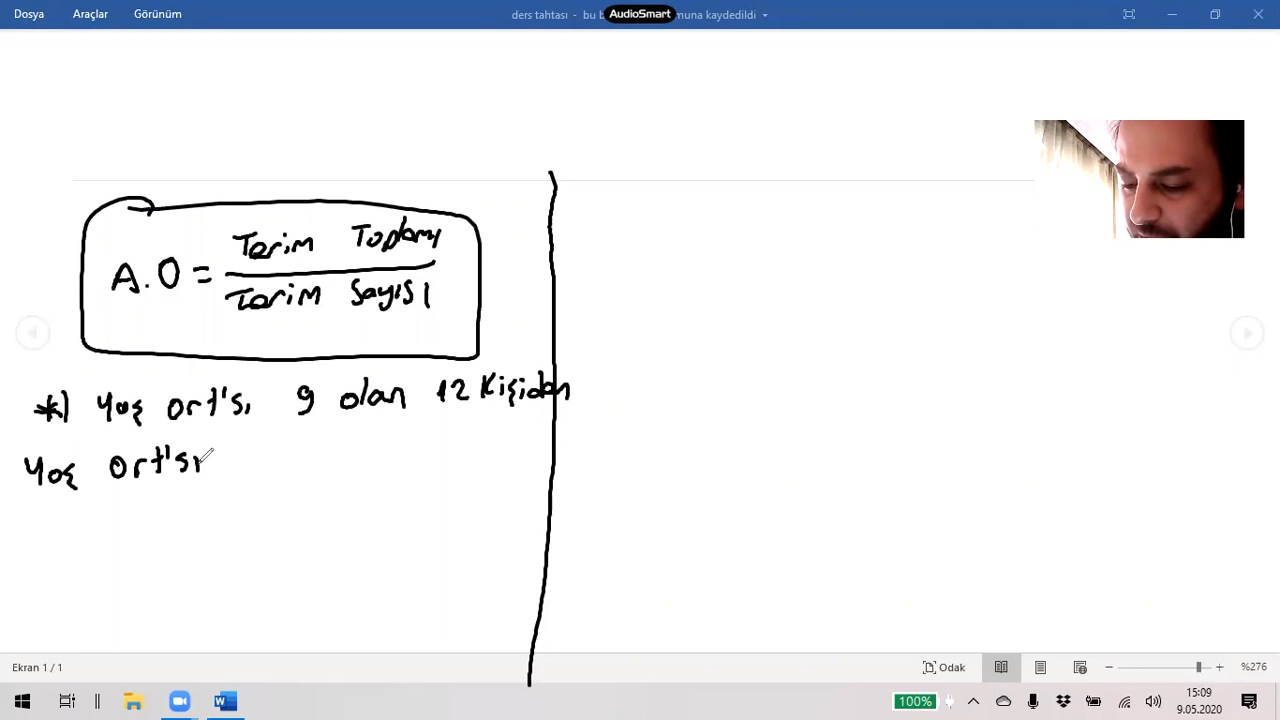 Dosya Araçlar Görünüm
ders tahtası - bu b AudioSmart muna kaydedildi
A.O = Terim Toplamı
Terim Sayısı
*) Yaş ort'sı 9 olan 12 Kişiden
Yaş ort'sı
Ekran 1 / 1
Odak
%276
100%
15:09
9.05.2020